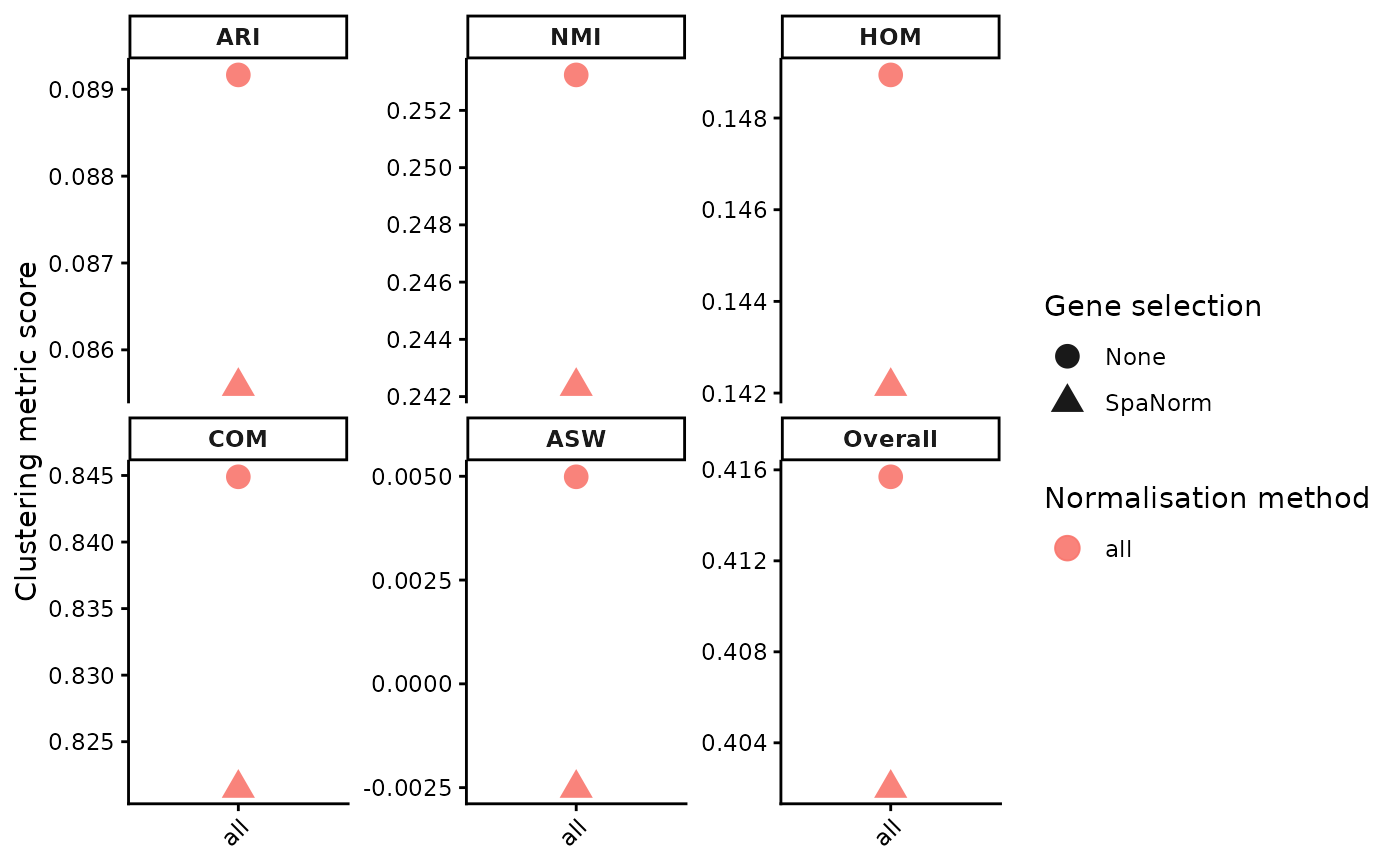 ARI
NMI
HOM
0.089
0.088
0.087
0.086
0.252
0.250
0.248
0.246
0.244
0.242
0.148
0.146
0.144
0.142
COM
ASW
Overall
0.845
0.840
0.835
0.830
0.825
0.0050
0.0025
0.0000
-0.0025
0.416
0.412
0.408
0.404
all
all
all
Clustering metric score
Gene selection
None
SpaNorm
Normalisation method
all